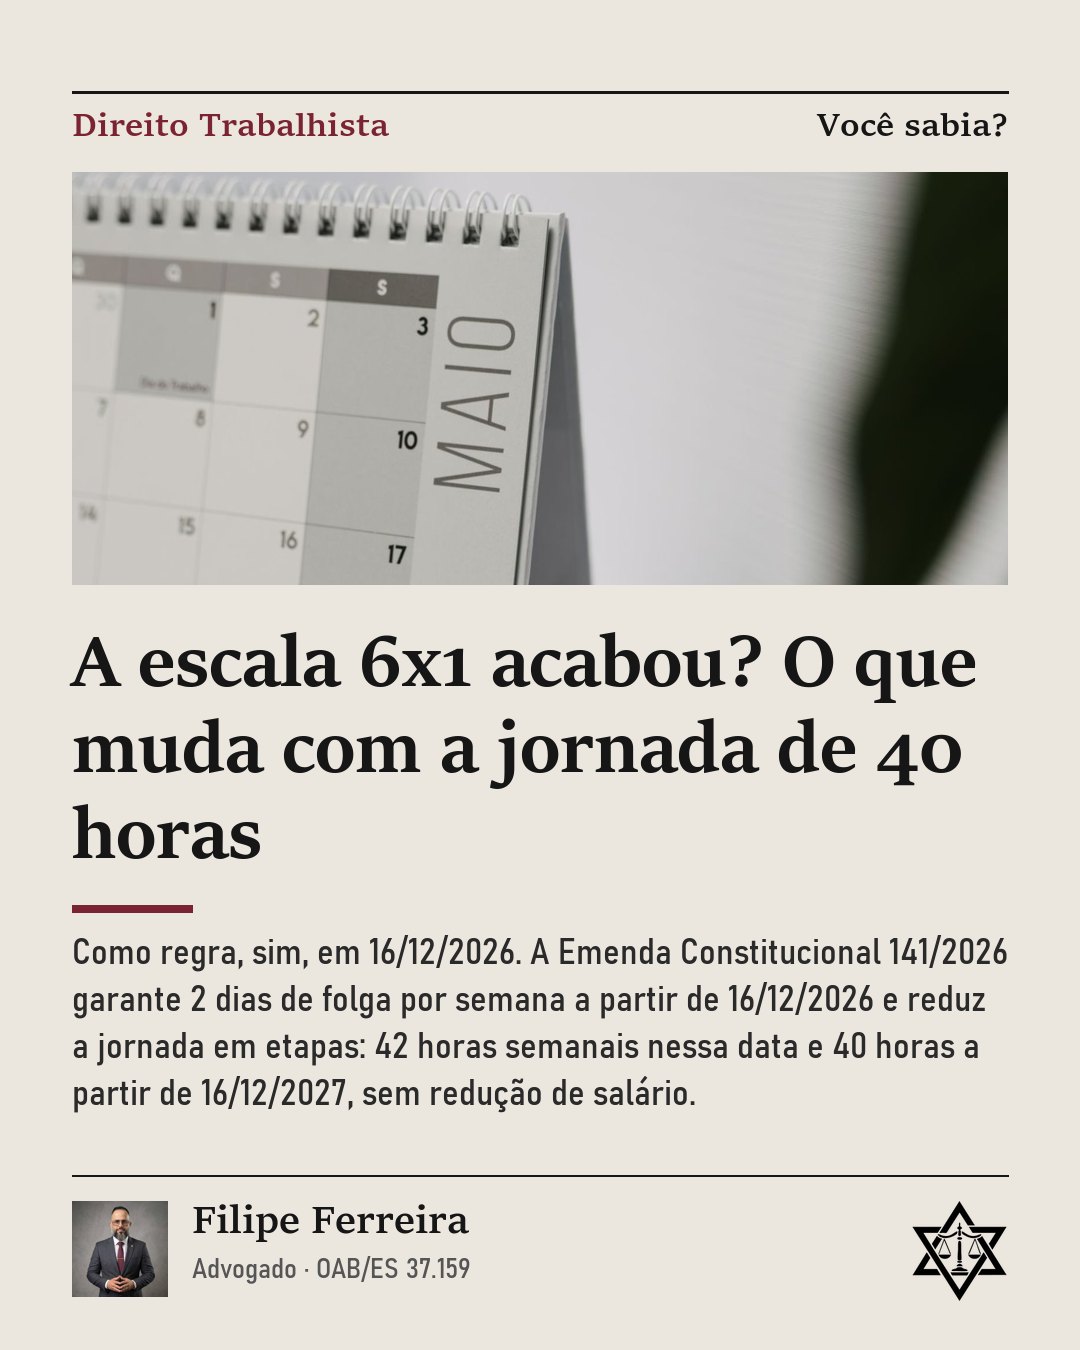 Direito Trabalhista
Você sabia?
Q S S
1 2 3
7 8 9 10
14 15 16 17
MAIO
A escala 6x1 acabou? O que
muda com a jornada de 40
horas
Como regra, sim, em 16/12/2026. A Emenda Constitucional 141/2026
garante 2 dias de folga por semana a partir de 16/12/2026 e reduz
a jornada em etapas: 42 horas semanais nessa data e 40 horas a
partir de 16/12/2027, sem redução de salário.
Filipe Ferreira
Advogado · OAB/ES 37.159